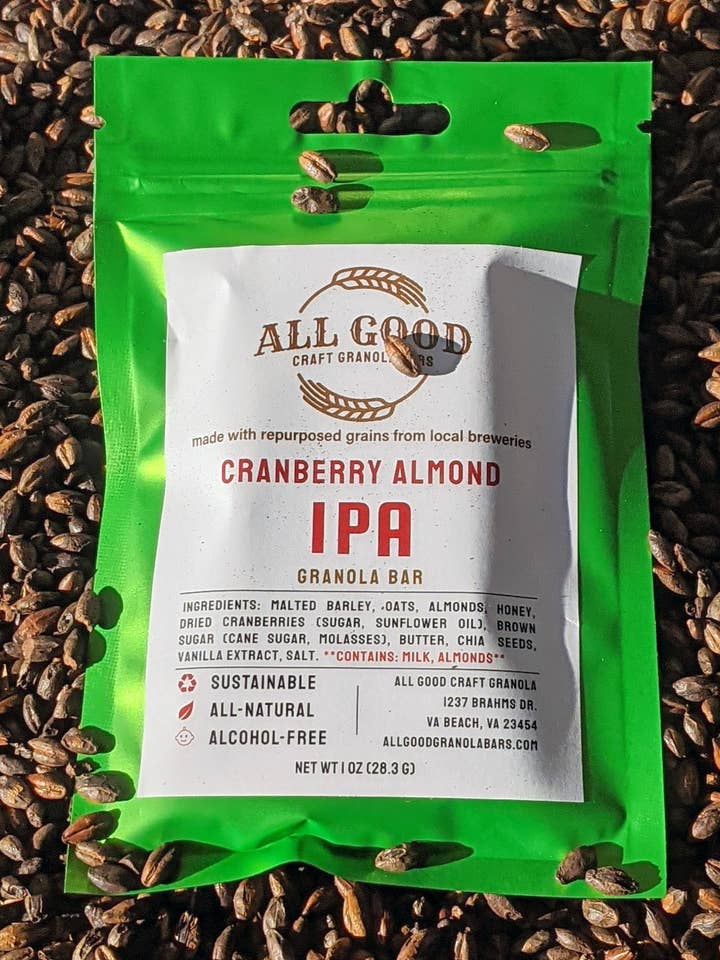 ALL GOOD
CRAFT GRANOL RS
made with repurposed grains from local breweries
CRANBERRY ALMOND
IPA
GRANOLA BAR
INGREDIENTS: MALTED BARLEY, OATS, ALMONDS, HONEY,
DRIED CRANBERRIES (SUGAR, SUNFLOWER OIL), BROWN
SUGAR (CANE SUGAR, MOLASSES), BUTTER, CHIA SEEDS,
VANILLA EXTRACT, SALT. **CONTAINS: MILK, ALMONDS**
SUSTAINABLE
ALL-NATURAL
ALCOHOL-FREE
ALL GOOD CRAFT GRANOLA
1237 BRAHMS DR.
VA BEACH, VA 23454
ALLGOODGRANOLABARS.COM
NET WT 1 OZ (28.3 G)